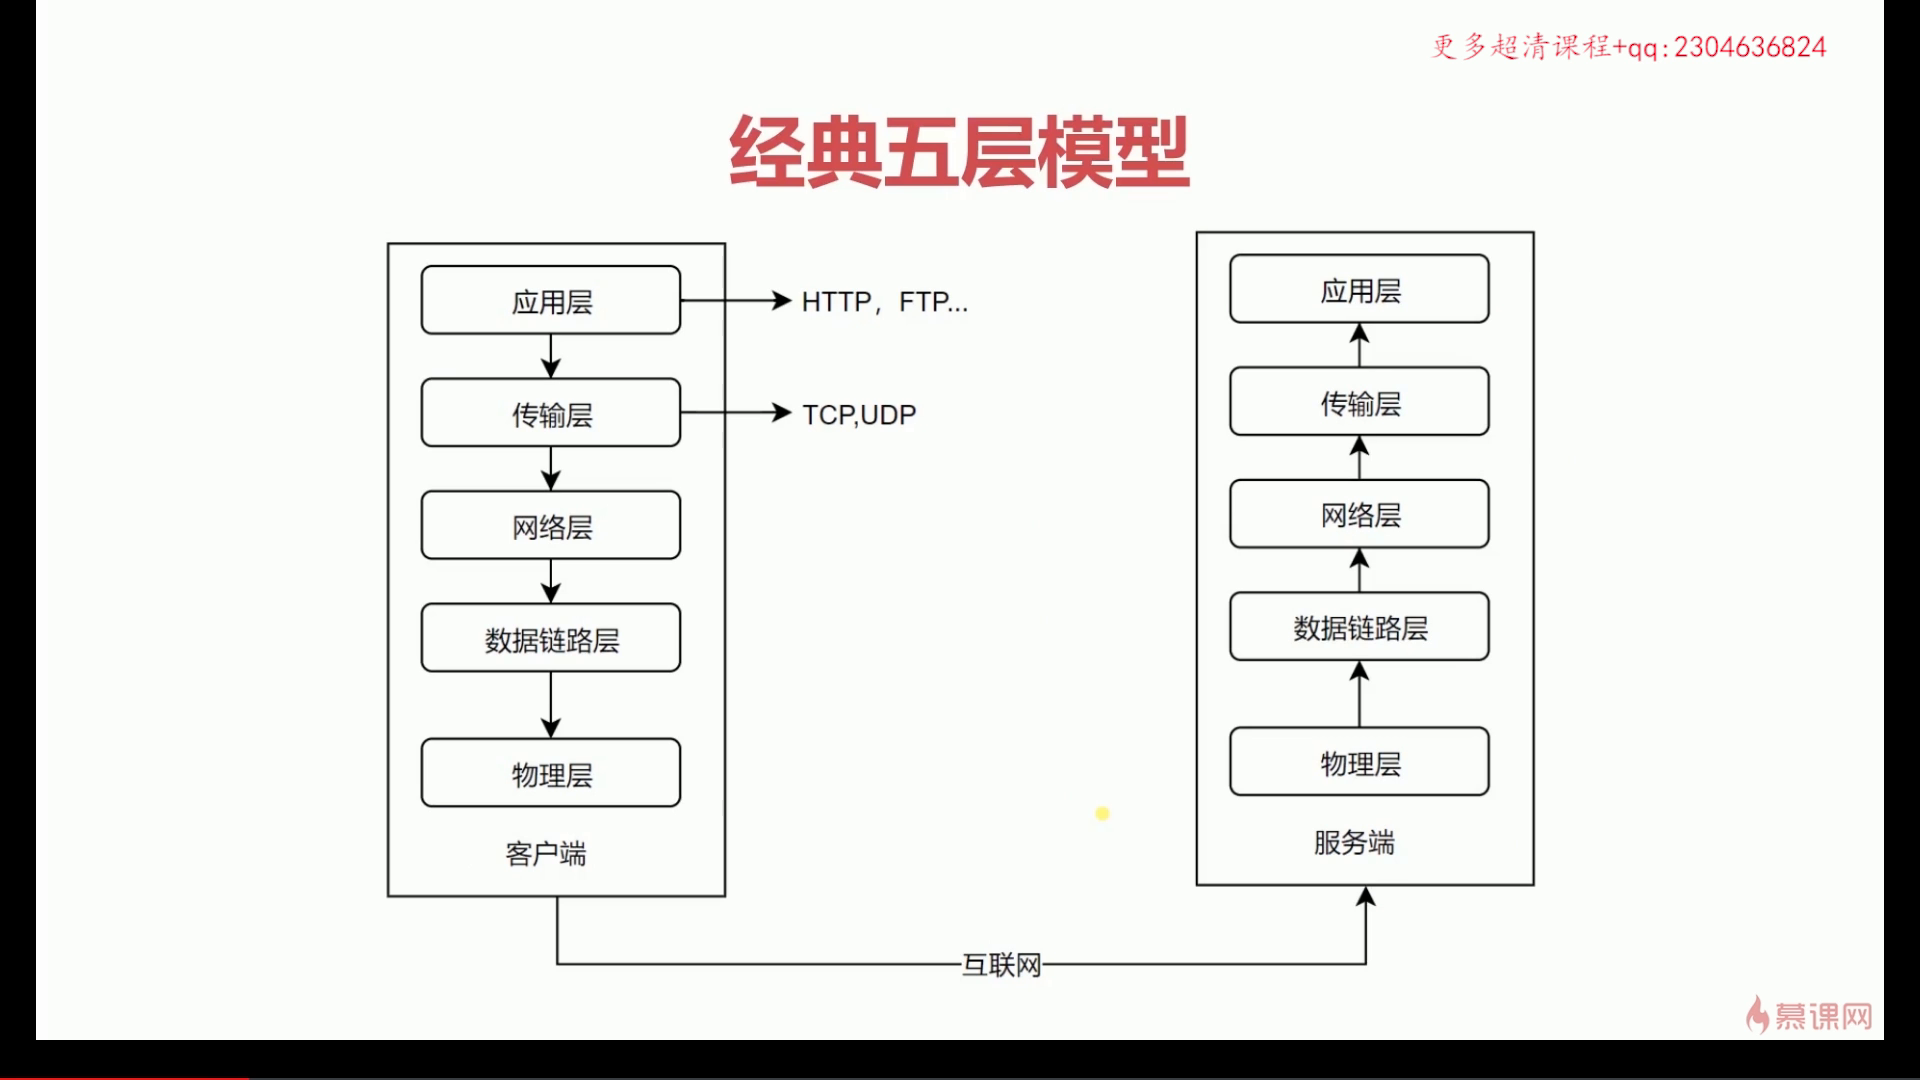 更多超清课程+qq:2304636824
经典五层模型
应用层
HTTP，FTP...
传输层
TCP,UDP
网络层
数据链路层
物理层
客户端
应用层
传输层
网络层
数据链路层
物理层
服务端
互联网
慕课网